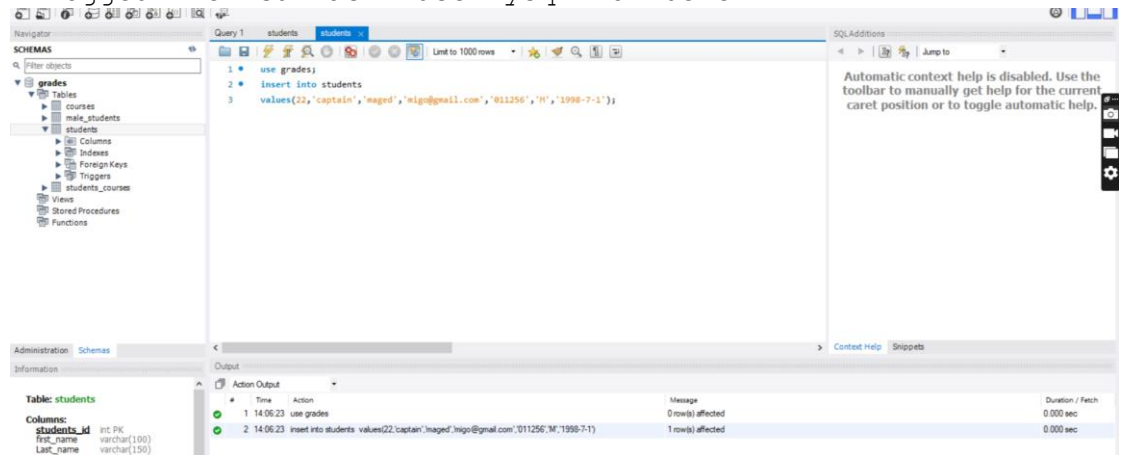 Navigator
SCHEMAS
Filter objects
grades
Tables
courses
male_students
students
Columns
Indexes
Foreign Keys
Triggers
students_courses
Views
Stored Procedures
Functions
Administration Schemas
Information
Table: students
Columns:
students_id int PK
first_name varchar(100)
Last_name varchar(150)
Query 1 students students
Limit to 1000 rows
1 use grades;
2 insert into students
3 values(22,'captain','maged','migo@gmail.com','011256','M','1998-7-1');
Output
Action Output
# Time Action Message Duration / Fetch
1 14:06:23 use grades 0 row(s) affected 0.000 sec
2 14:06:23 insert into students values(22,'captain','maged','migo@gmail.com','011256','M','1998-7-1') 1 row(s) affected 0.000 sec
SQLAdditions
Jump to
Automatic context help is disabled. Use the
toolbar to manually get help for the current
caret position or to toggle automatic help.
Context Help Snippets